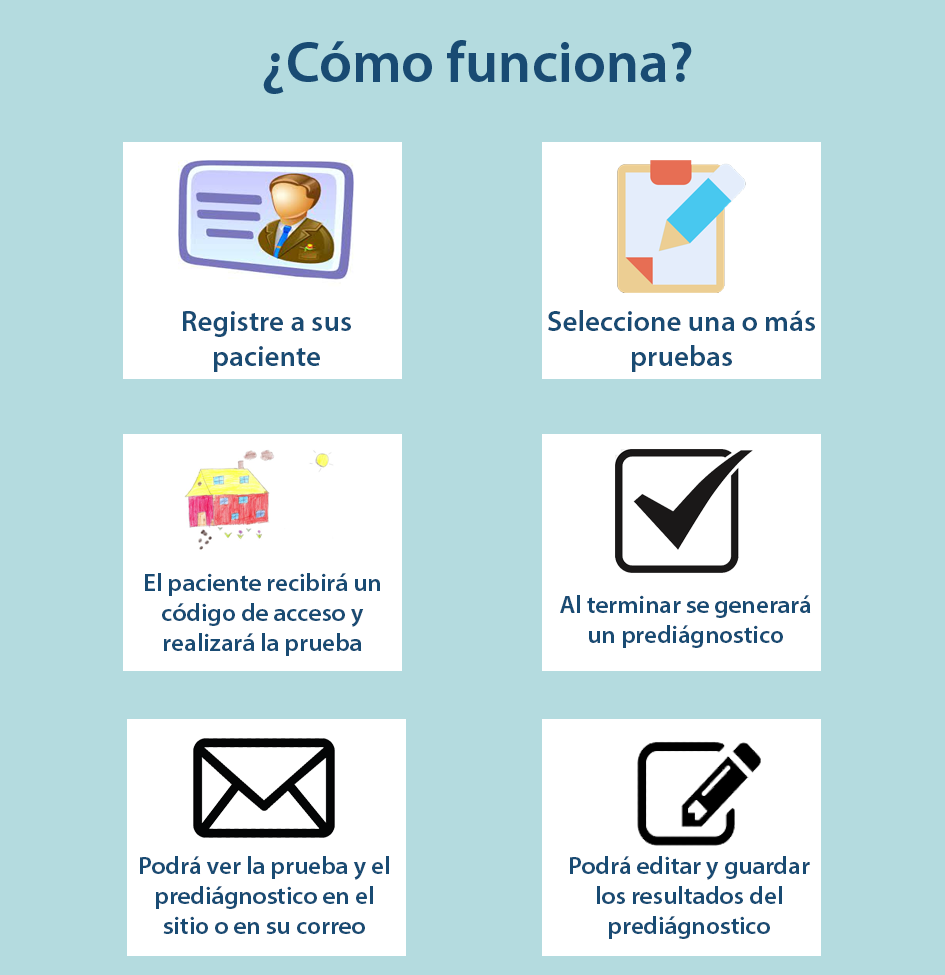 ¿Cómo funciona?
Registre a sus
paciente
Seleccione una o más
pruebas
El paciente recibirá un
código de acceso y
realizará la prueba
Al terminar se generará
un prediágnostico
Podrá ver la prueba y el
prediágnostico en el
sitio o en su correo
Podrá editar y guardar
los resultados del
prediágnostico